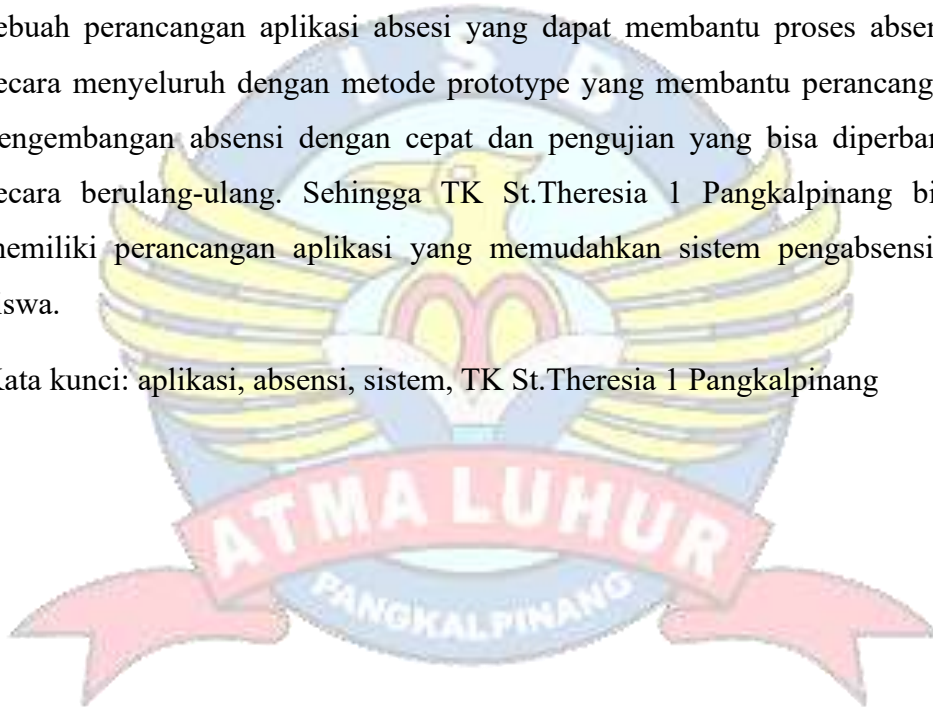 ebuah perancangan aplikasi absesi yang dapat membantu proses absen
ecara menyeluruh dengan metode prototype yang membantu perancang
engembangan absensi dengan cepat dan pengujian yang bisa diperbar
ecara berulang-ulang. Sehingga TK St.Theresia 1 Pangkalpinang bi
nemiliki perancangan aplikasi yang memudahkan sistem pengabsensi
iswa.
Kata kunci: aplikasi, absensi, sistem, TK St.Theresia 1 Pangkalpinang
I S B
ATMA LUHUR
PANGKALPINANG